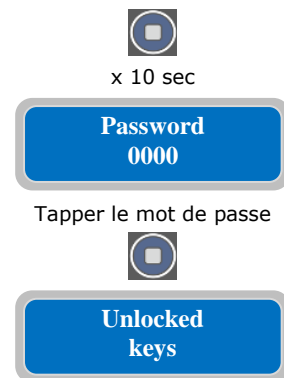 x 10 sec
Password
0000
Tapper le mot de passe
Unlocked
keys